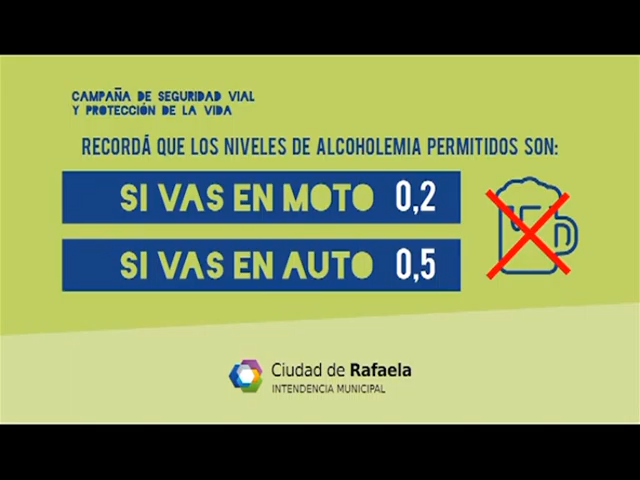 CAMPAÑA DE SEGURIDAD VIAL
Y PROTECCIÓN DE LA VIDA
RECORDÁ QUE LOS NIVELES DE ALCOHOLEMIA PERMITIDOS SON:
SI VAS EN MOTO 0,2
SI VAS EN AUTO 0,5
Ciudad de Rafaela
INTENDENCIA MUNICIPAL